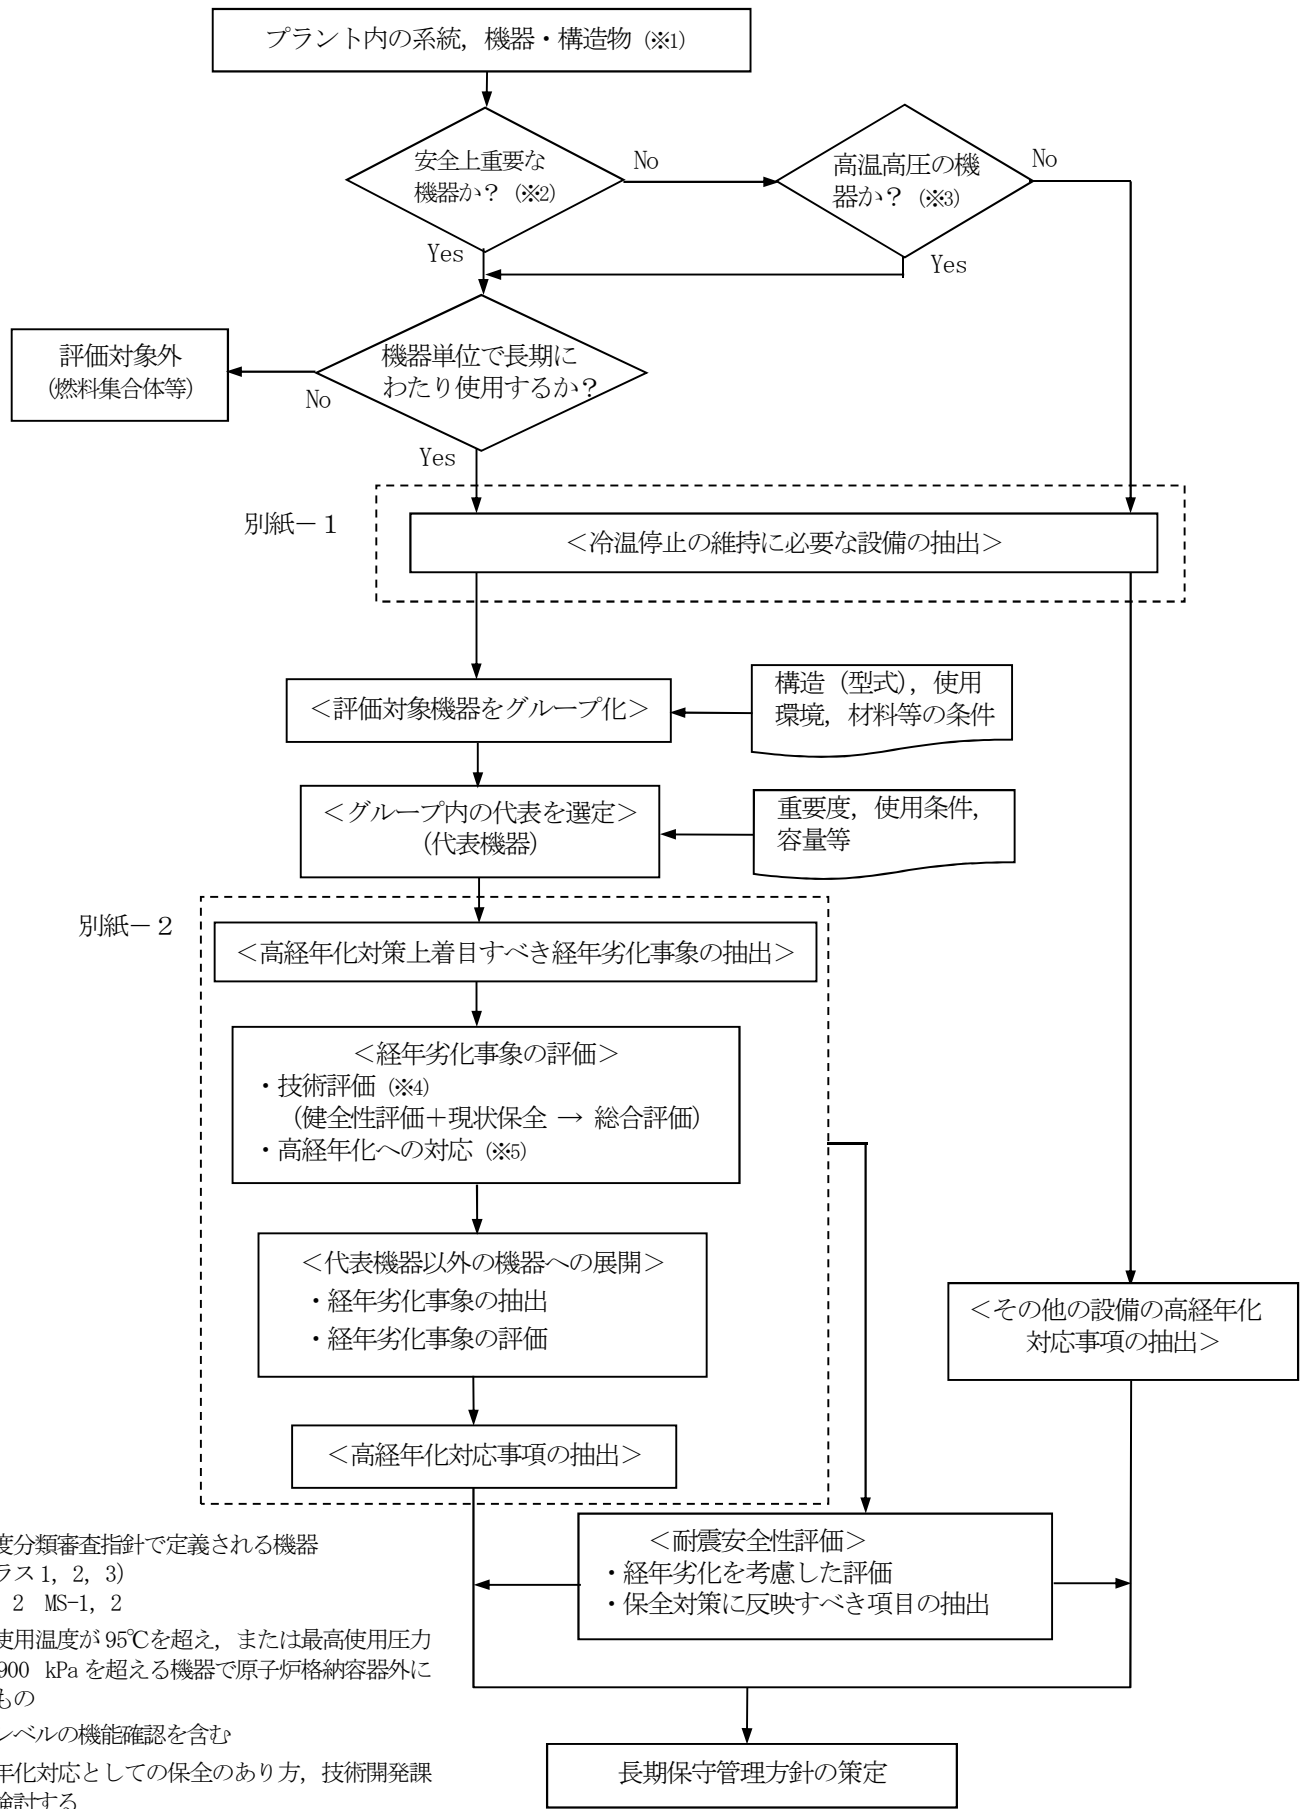 プラント内の系統，機器・構造物（※1）
安全上重要な
機器か？（※2）
No
高温高圧の機
器か？（※3）
No
Yes
Yes
評価対象外
（燃料集合体等）
機器単位で長期に
わたり使用するか？
No
Yes
別紙－１
＜冷温停止の維持に必要な設備の抽出＞
＜評価対象機器をグループ化＞
構造（型式），使用
環境，材料等の条件
＜グループ内の代表を選定＞
（代表機器）
重要度，使用条件，
容量等
別紙－２
＜高経年化対策上着目すべき経年劣化事象の抽出＞
＜経年劣化事象の評価＞
・技術評価（※4）
（健全性評価＋現状保全 → 総合評価）
・高経年化への対応（※5）
＜代表機器以外の機器への展開＞
・経年劣化事象の抽出
・経年劣化事象の評価
＜その他の設備の高経年化
対応事項の抽出＞
＜高経年化対応事項の抽出＞
＜耐震安全性評価＞
・経年劣化を考慮した評価
・保全対策に反映すべき項目の抽出
度分類審査指針で定義される機器
ラス1, 2, 3）
2 MS-1, 2
使用温度が95℃を超え，または最高使用圧力
900 kPaを超える機器で原子炉格納容器外に
もの
レベルの機能確認を含む
年化対応としての保全のあり方，技術開発課
検討する
長期保守管理方針の策定